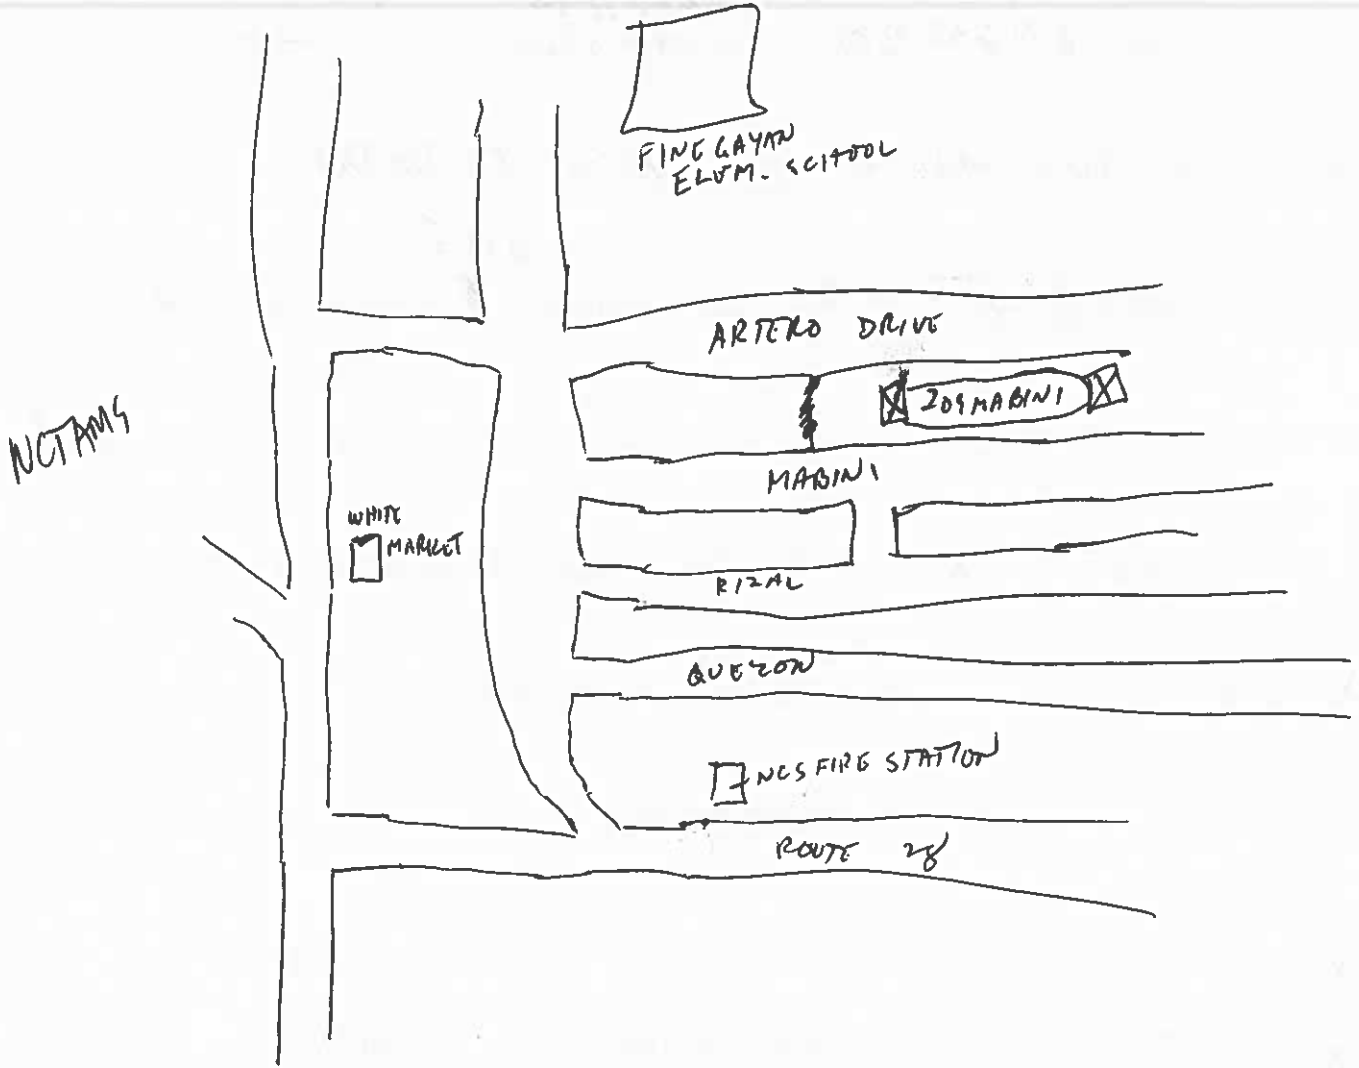 FINEGAYAN
ELEM. SCHOOL
ARTERO DRIVE
209 MABINI
NCTAMS
MABINI
WHITE
MARKET
RIZAL
QUEZON
NCS FIRE STATION
ROUTE 28